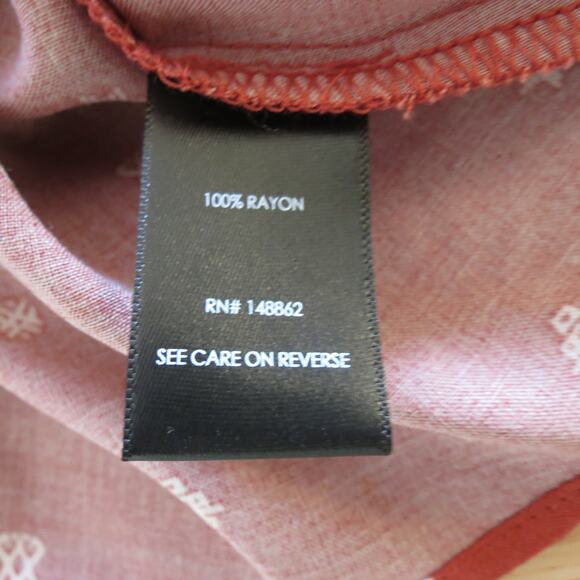 100% RAYON
RN# 148862
SEE CARE ON REVERSE